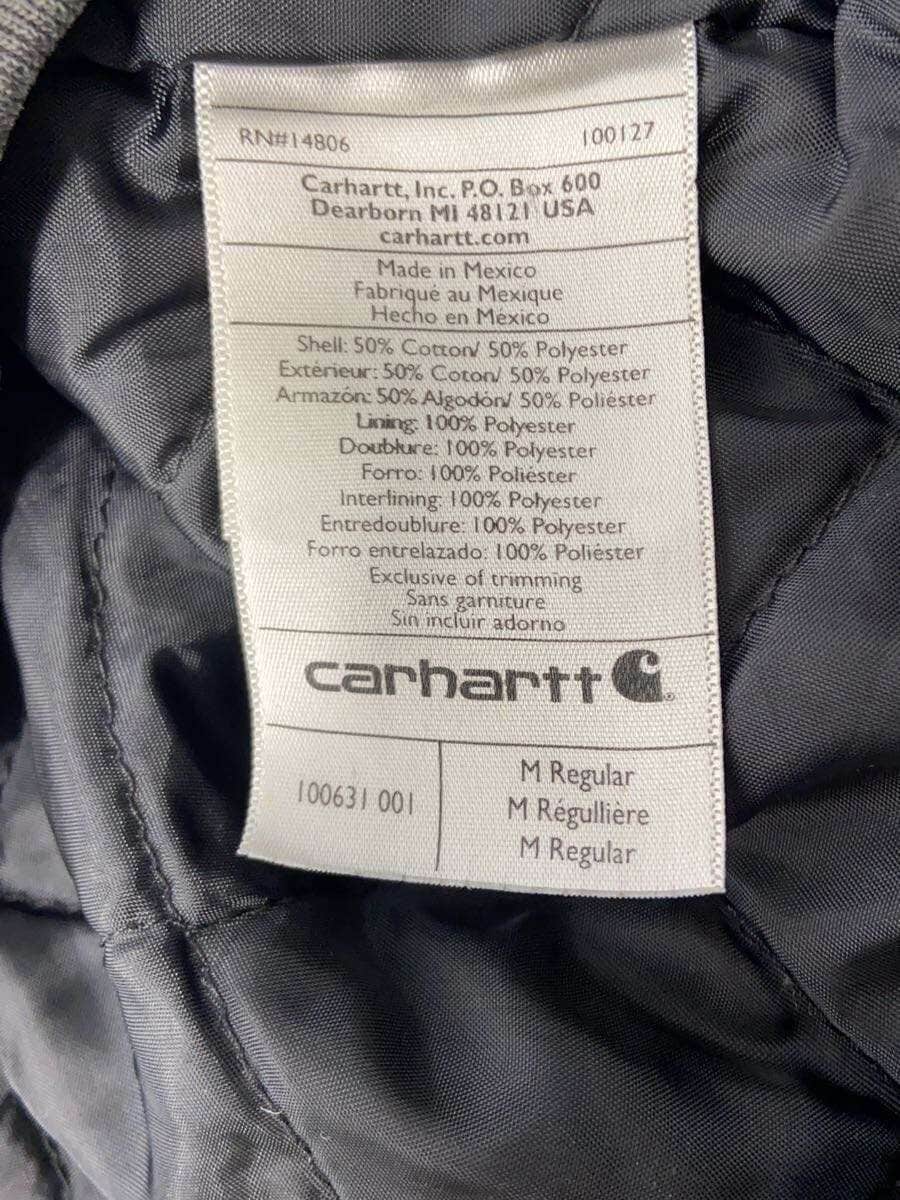 RN#14806 100127
Carhartt, Inc. P.O. Box 600
Dearborn MI 48121 USA
carhartt.com
Made in Mexico
Fabriqué au Mexique
Hecho en Mexico
Shell: 50% Cotton/ 50% Polyester
Extérieur: 50% Coton/ 50% Polyester
Armazón: 50% Algodón/ 50% Poliéster
Lining: 100% Polyester
Doublure: 100% Polyester
Forro: 100% Poliéster
Interlining: 100% Polyester
Entredoublure: 100% Polyester
Forro entrelazado: 100% Poliéster
Exclusive of trimming
Sans garniture
Sin incluir adorno
carhartt
100631 001
M Regular
M Régullière
M Regular